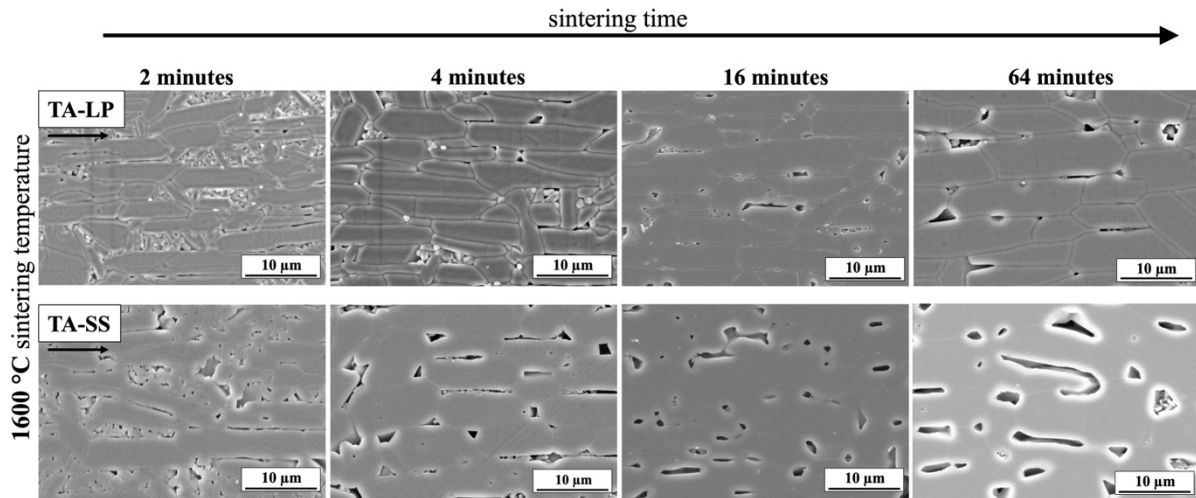 sintering time
2 minutes
4 minutes
16 minutes
64 minutes
1600 °C sintering temperature
TA-LP
10 µm
10 µm
10 µm
10 µm
TA-SS
10 µm
10 µm
10 µm
10 µm